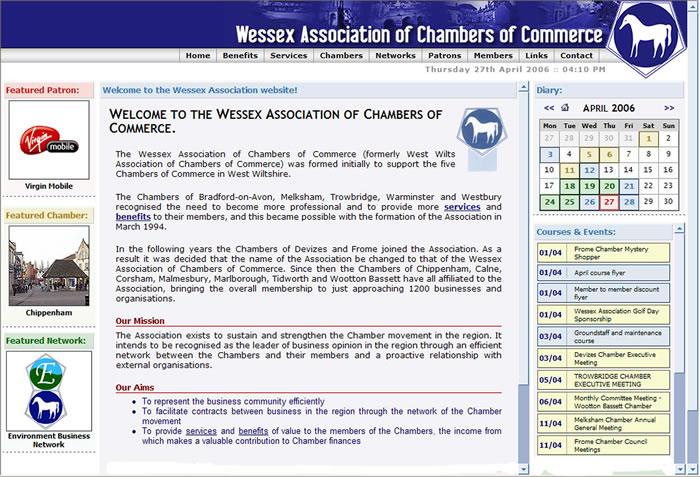 Wessex Association of Chambers of Commerce
Home Benefits Services Chambers Networks Patrons Members Links Contact
Thursday 27th April 2006 :: 04:10 PM
Featured Patron:
Virgin
mobile
Virgin Mobile
Featured Chamber:
Chippenham
Featured Network:
E
Environment Business
Network
Welcome to the Wessex Association website!
WELCOME TO THE WESSEX ASSOCIATION OF CHAMBERS OF
COMMERCE.
The Wessex Association of Chambers of Commerce (formerly West Wilts
Association of Chambers of Commerce) was formed initially to support the five
Chambers of Commerce in West Wiltshire.
The Chambers of Bradford-on-Avon, Melksham, Trowbridge, Warminster and Westbury
recognised the need to become more professional and to provide more services and
benefits to their members, and this became possible with the formation of the Association in
March 1994.
In the following years the Chambers of Devizes and Frome joined the Association. As a
result it was decided that the name of the Association be changed to that of the Wessex
Association of Chambers of Commerce. Since then the Chambers of Chippenham, Calne,
Corsham, Malmesbury, Marlborough, Tidworth and Wootton Bassett have all affiliated to the
Association, bringing the overall membership to just approaching 1200 businesses and
organisations.
Our Mission
The Association exists to sustain and strengthen the Chamber movement in the region. It
intends to be recognised as the leader of business opinion in the region through an efficient
network between the Chambers and their members and a proactive relationship with
external organisations.
Our Aims
• To represent the business community efficiently
• To facilitate contracts between business in the region through the network of the Chamber
movement
• To provide services and benefits of value to the members of the Chambers, the income from
which makes a valuable contribution to Chamber finances
Diary:
<< APRIL 2006 >>
Mon Tue Wed Thu Fri Sat Sun
27 28 29 30 31 1 2
3 4 5 6 7 8 9
10 11 12 13 14 15 16
17 18 19 20 21 22 23
24 25 26 27 28 29 30
Courses & Events:
01/04 Frome Chamber Mystery
Shopper
01/04 April course flyer
01/04 Member to member discount
flyer
01/04 Wessex Association Golf Day
Sponsorship
03/04 Groundstaff and maintenance
course
03/04 Devizes Chamber Executive
Meeting
05/04 TROWBRIDGE CHAMBER
EXECUTIVE MEETING
06/04 Monthly Committee Meeting -
Wootton Bassett Chamber
11/04 Melksham Chamber Annual
General Meeting
11/04 Frome Chamber Council
Meetings